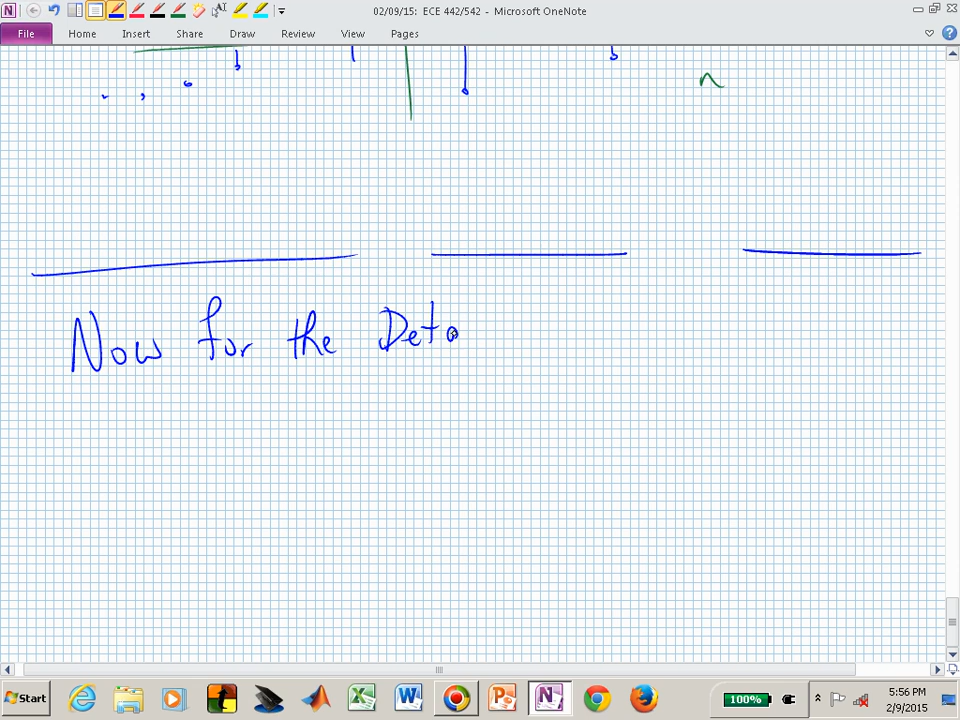 02/09/15: ECE 442/542 - Microsoft OneNote
File Home Insert Share Draw Review View Pages
n
Now for the Deta
Start
100%
5:56 PM
2/9/2015